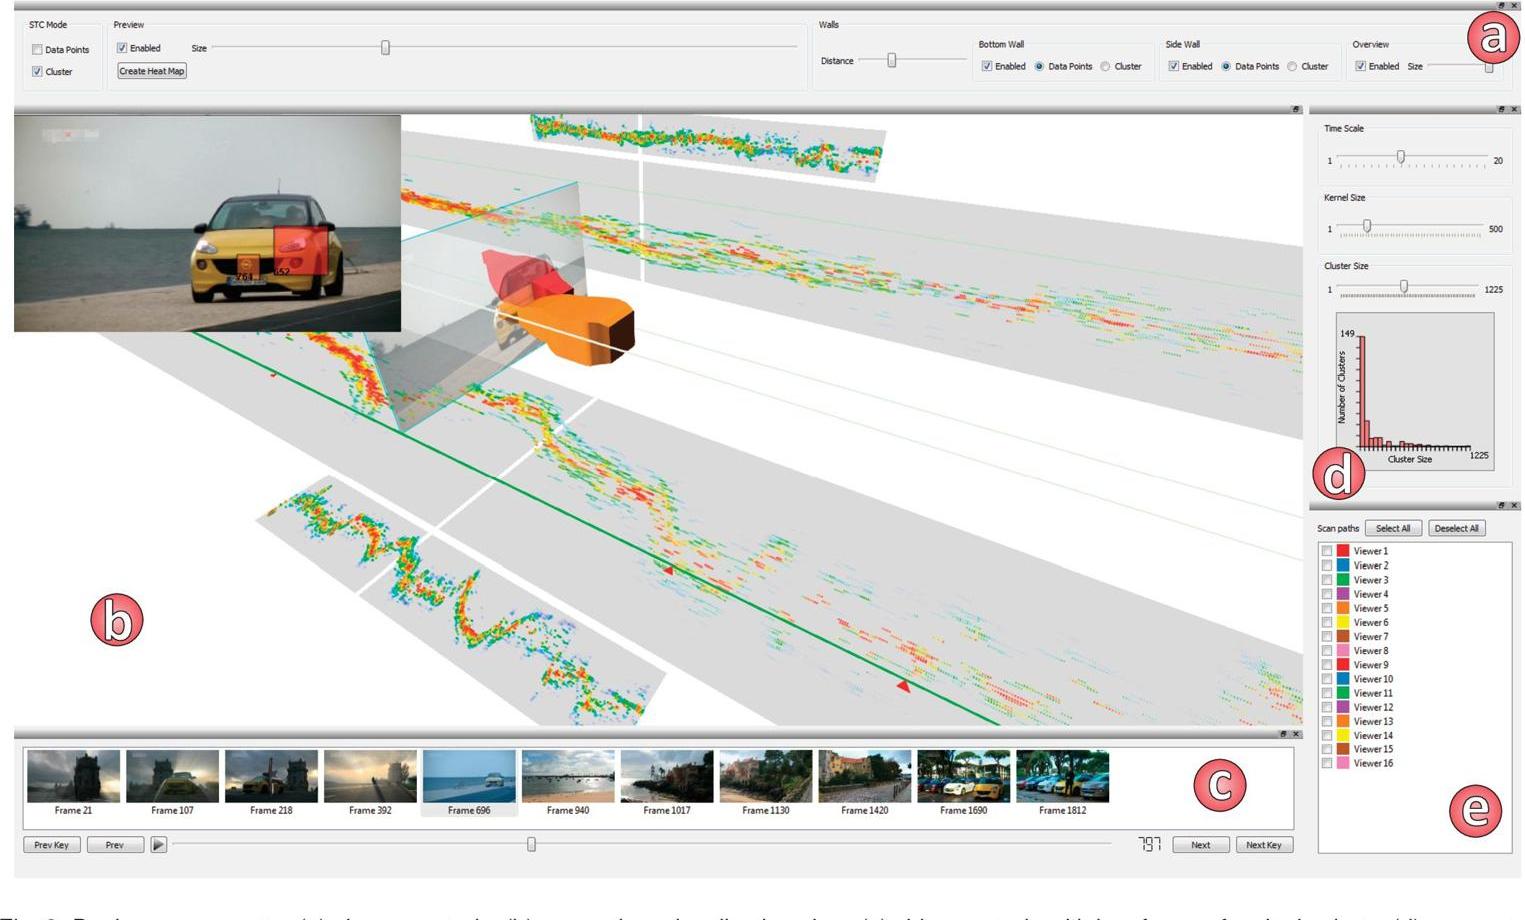 STC Mode
Data Points
Cluster
Preview
Enabled
Size
Create Heat Map
Walls
Distance
Bottom Wall
Enabled
Data Points
Cluster
Side Wall
Enabled
Data Points
Cluster
Overview
Enabled
Size
a
764
652
b
Time Scale
1
20
Kernel Size
1
500
Cluster Size
1
1225
149
Number of Clusters
Cluster Size
1225
d
Scan paths
Select All
Deselect All
Viewer 1
Viewer 2
Viewer 3
Viewer 4
Viewer 5
Viewer 6
Viewer 7
Viewer 8
Viewer 9
Viewer 10
Viewer 11
Viewer 12
Viewer 13
Viewer 14
Viewer 15
Viewer 16
e
Frame 21
Frame 107
Frame 218
Frame 392
Frame 696
Frame 940
Frame 1017
Frame 1130
Frame 1420
Frame 1690
Frame 1812
c
Prev Key
Prev
797
Next
Next Key